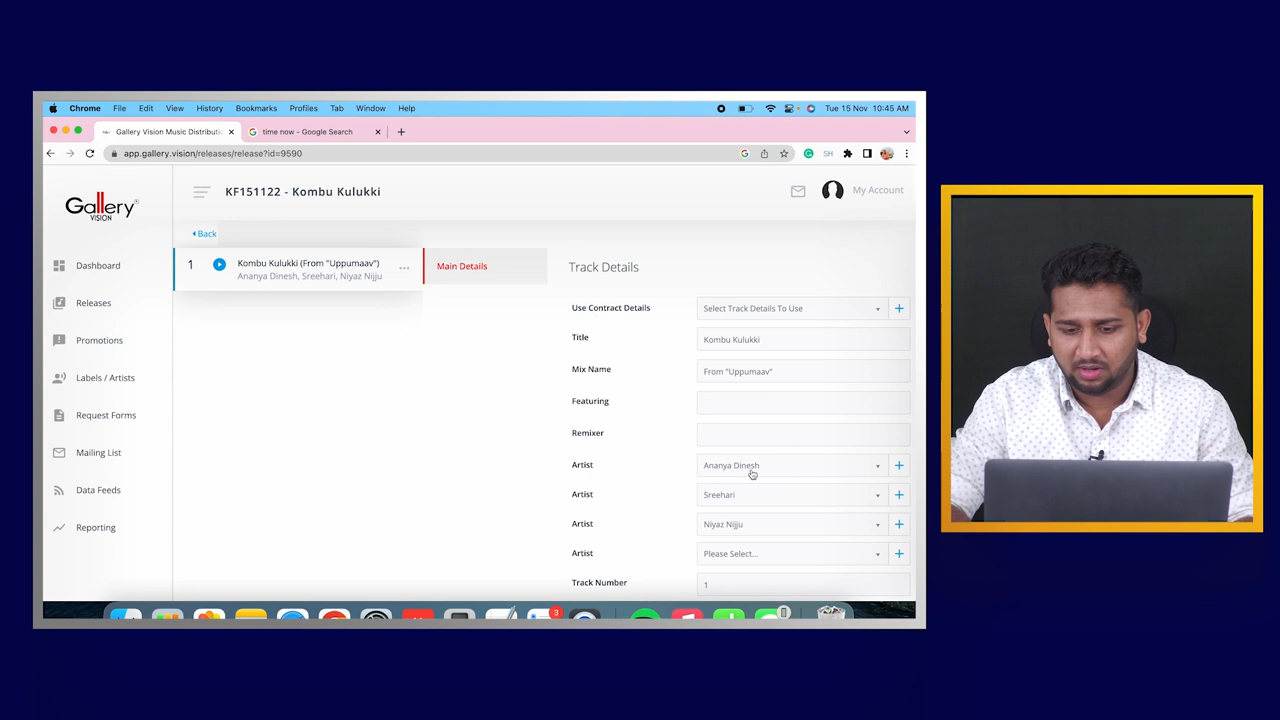 Chrome File Edit View History Bookmarks Profiles Tab Window Help Tue 15 Nov 10:45 AM
Gallery Vision Music Distributi time now - Google Search
app.gallery.vision/releases/release?id=9590 SH
Gallery
VISION
KF151122 - Kombu Kulukki
My Account
Back
Dashboard
Releases
Promotions
Labels / Artists
Request Forms
Mailing List
Data Feeds
Reporting
1 Kombu Kulukki (From "Uppumaav") ...
Ananya Dinesh, Sreehari, Niyaz Nijju
Main Details
Track Details
Use Contract Details Select Track Details To Use
Title Kombu Kulukki
Mix Name From "Uppumaav"
Featuring
Remixer
Artist Ananya Dinesh
Artist Sreehari
Artist Niyaz Nijju
Artist Please Select...
Track Number 1
3